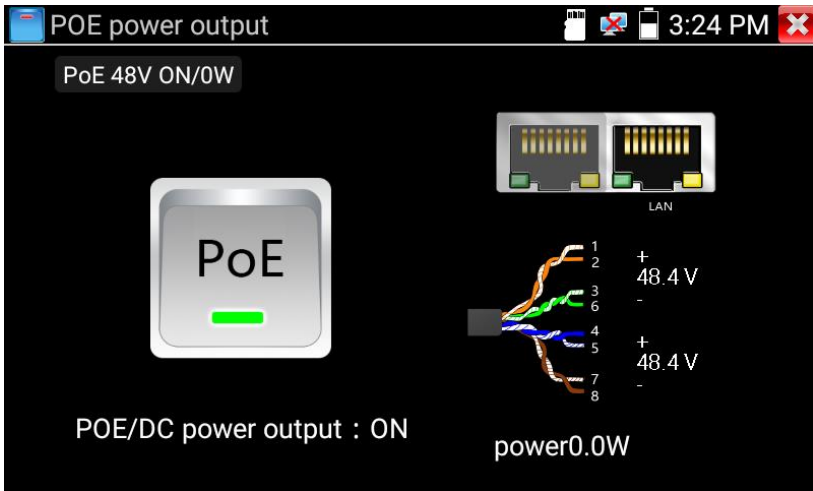 POE power output
3:24 PM
PoE 48V ON/0W
PoE
POE/DC power output : ON
LAN
1
2
3
6
4
5
7
8
+
48.4 V
-
+
48.4 V
-
power0.0W